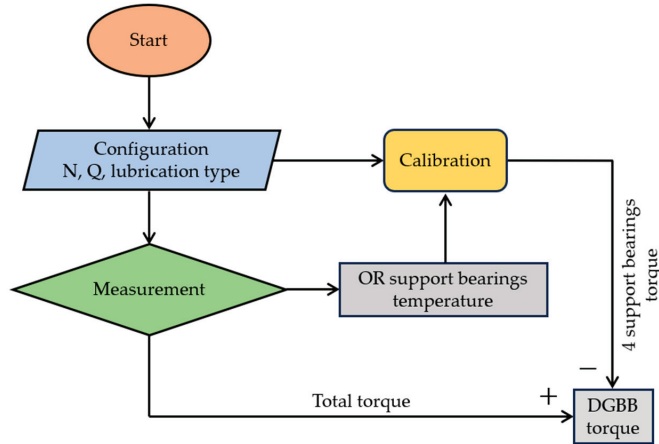 Start
Configuration
N, Q, lubrication type
Calibration
Measurement
OR support bearings
temperature
4 support bearings
torque
Total torque
+
−
DGBB
torque